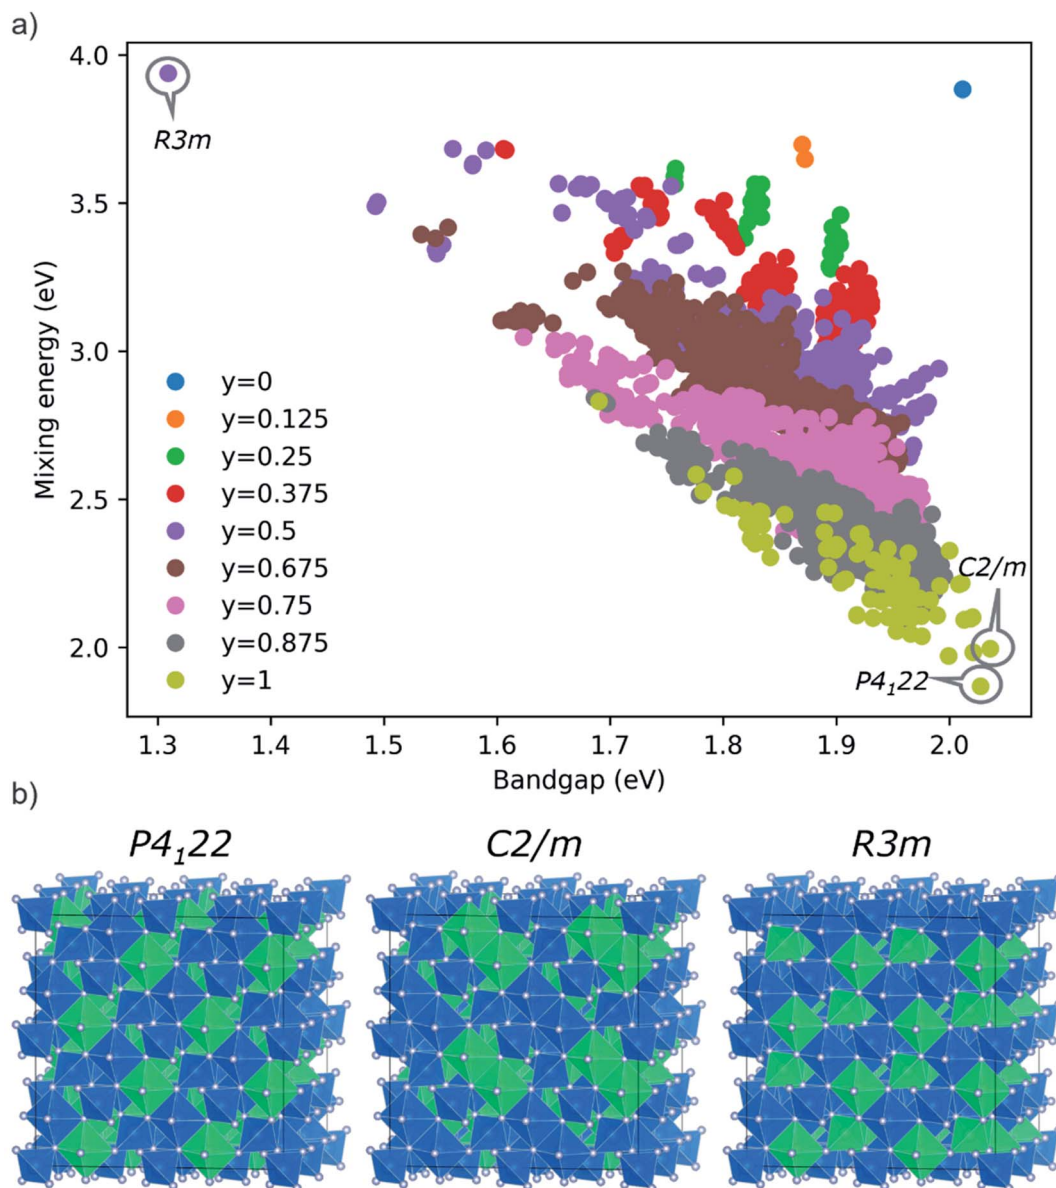 a)
4.0
R3m
3.5
Mixing energy (eV)
3.0
2.5
2.0
y=0
y=0.125
y=0.25
y=0.375
y=0.5
y=0.675
y=0.75
y=0.875
y=1
C2/m
P4₁22
1.3 1.4 1.5 1.6 1.7 1.8 1.9 2.0
Bandgap (eV)
b)
P4₁22 C2/m R3m